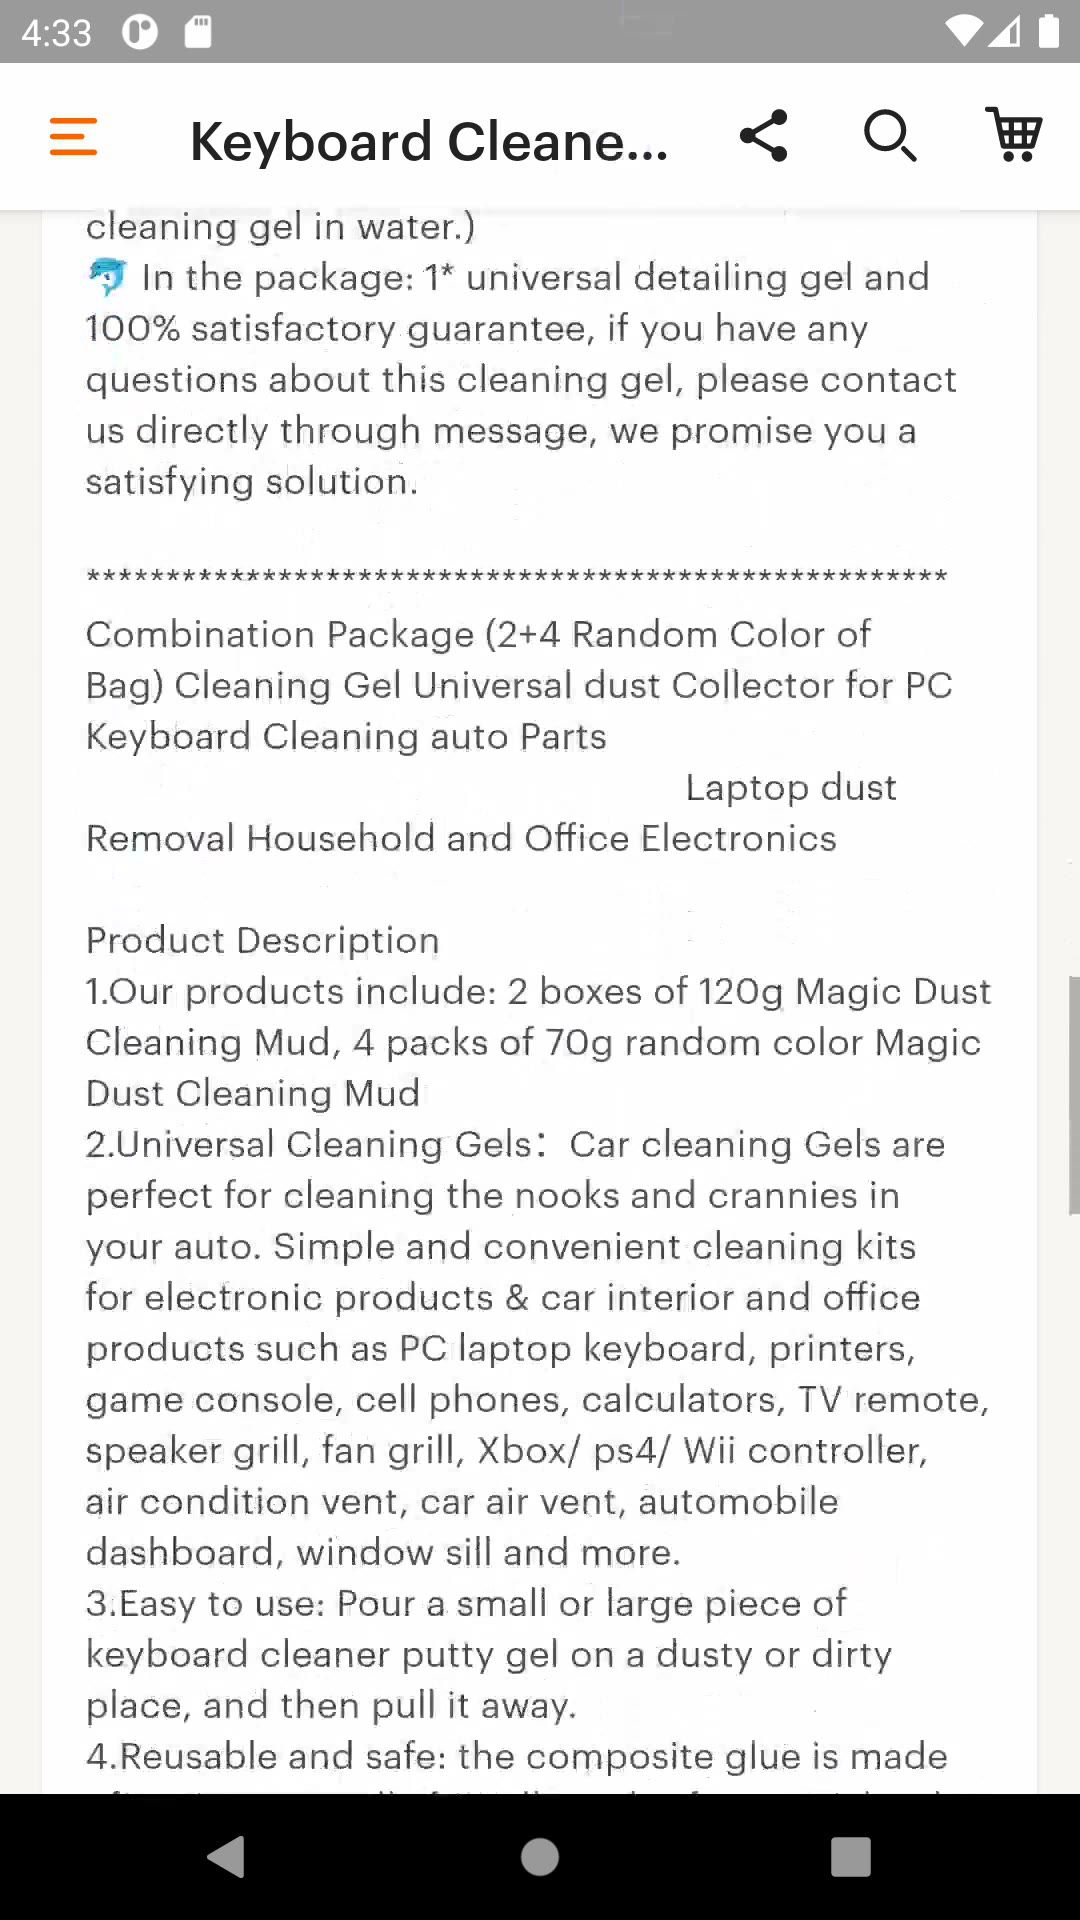 4:33
Keyboard Cleane...
cleaning gel in water.)
🐬 In the package: 1* universal detailing gel and
100% satisfactory guarantee, if you have any
questions about this cleaning gel, please contact
us directly through message, we promise you a
satisfying solution.
******************************************************
Combination Package (2+4 Random Color of
Bag) Cleaning Gel Universal dust Collector for PC
Keyboard Cleaning auto Parts
Laptop dust
Removal Household and Office Electronics
Product Description
1.Our products include: 2 boxes of 120g Magic Dust
Cleaning Mud, 4 packs of 70g random color Magic
Dust Cleaning Mud
2.Universal Cleaning Gels： Car cleaning Gels are
perfect for cleaning the nooks and crannies in
your auto. Simple and convenient cleaning kits
for electronic products & car interior and office
products such as PC laptop keyboard, printers,
game console, cell phones, calculators, TV remote,
speaker grill, fan grill, Xbox/ ps4/ Wii controller,
air condition vent, car air vent, automobile
dashboard, window sill and more.
3.Easy to use: Pour a small or large piece of
keyboard cleaner putty gel on a dusty or dirty
place, and then pull it away.
4.Reusable and safe: the composite glue is made